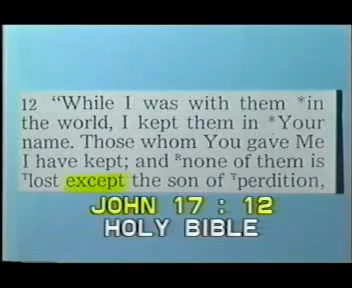 12 “While I was with them *in
the world, I kept them in *Your
name. Those whom You gave Me
I have kept; and ᴿnone of them is
ᵀlost except the son of ᵀperdition,
JOHN 17 : 12
HOLY BIBLE